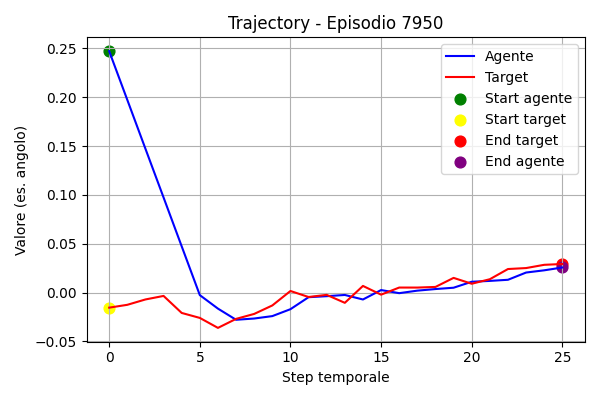 Trajectory - Episodio 7950
Valore (es. angolo)
0.25
0.20
0.15
0.10
0.05
0.00
−0.05
0
5
10
15
20
25
Step temporale
Agente
Target
Start agente
Start target
End target
End agente